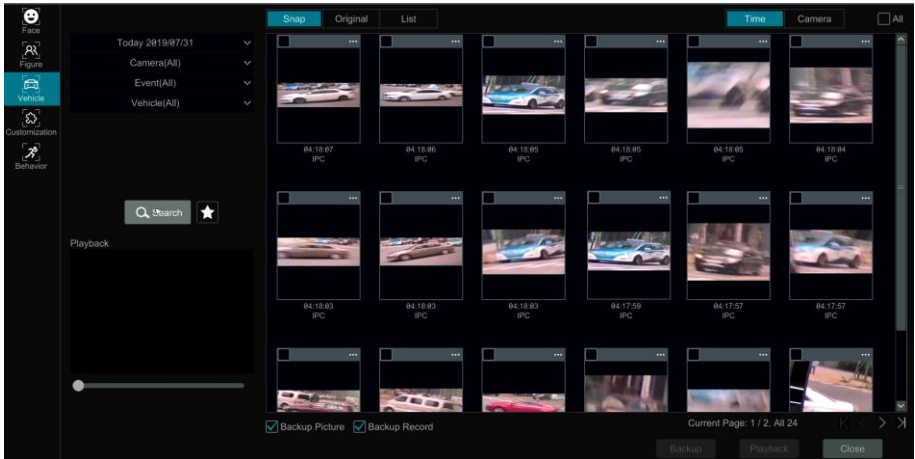 Face
Figure
Vehicle
Customization
Behavior
Today 2019/07/31
Camera(All)
Event(All)
Vehicle(All)
Search
Playback
Snap Original List
Time Camera All
04:18:07 04:18:06 04:18:05 04:18:05 04:18:05 04:18:04
IPC IPC IPC IPC IPC IPC
04:18:03 04:18:03 04:18:03 04:17:59 04:17:57 04:17:57
IPC IPC IPC IPC IPC IPC
Backup Picture Backup Record
Current Page: 1 / 2, All 24
Backup Playback Close